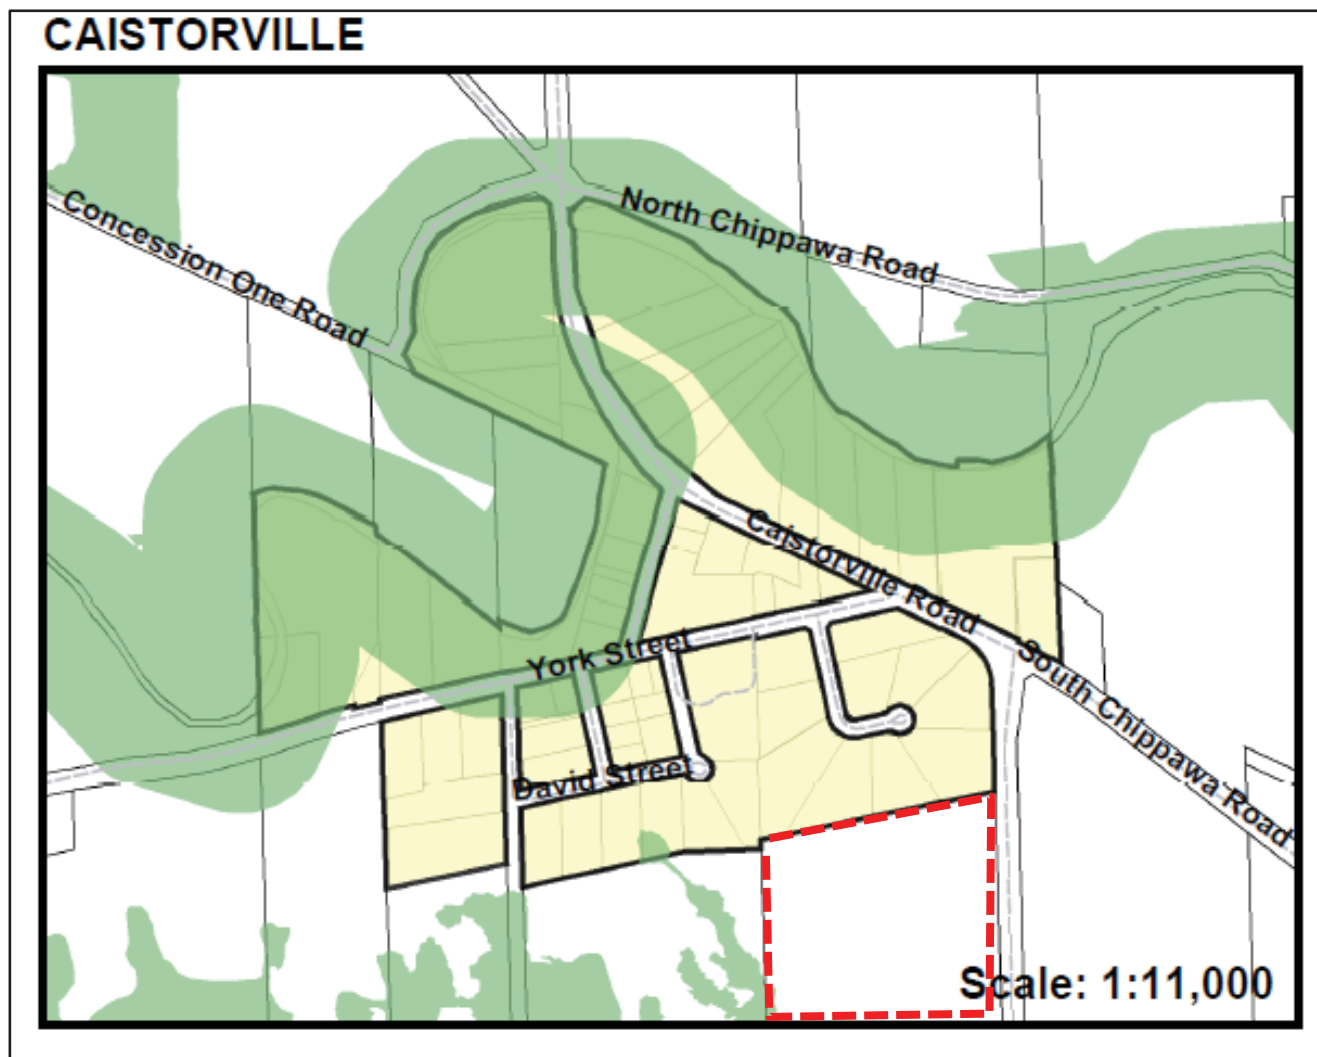 CAISTORVILLE
North Chippawa Road
Concession One Road
Caistorville Road
York Street
South Chippawa Road
David Street
Scale: 1:11,000